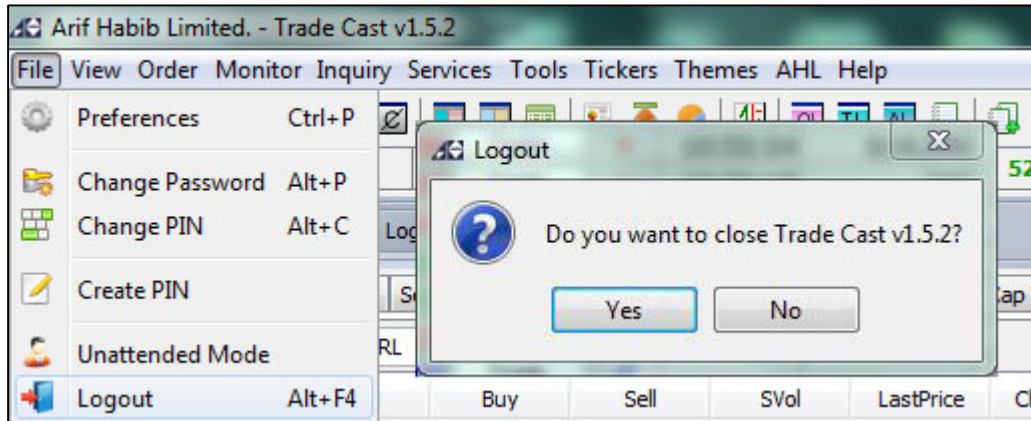 Arif Habib Limited. - Trade Cast v1.5.2
File View Order Monitor Inquiry Services Tools Tickers Themes AHL Help
Preferences Ctrl+P
Change Password Alt+P
Change PIN Alt+C
Create PIN
Unattended Mode
Logout Alt+F4
Logout
Do you want to close Trade Cast v1.5.2?
Yes No
Buy Sell SVol LastPrice